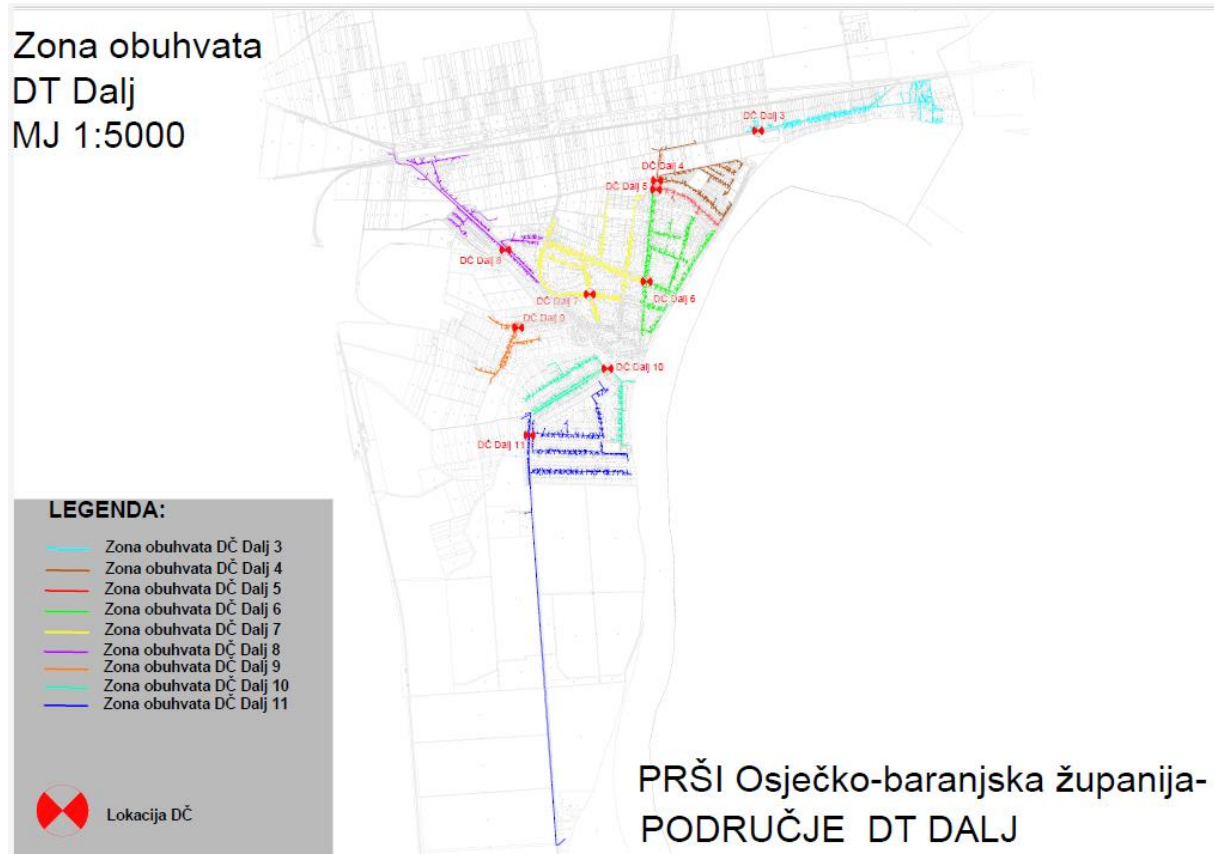 Zona obuhvata
DT Dalj
MJ 1:5000
DČ Dalj 3
DČ Dalj 4
DČ Dalj 5
DČ Dalj 8
DČ Dalj 7
DČ Dalj 6
DČ Dalj 9
DČ Dalj 10
DČ Dalj 11
LEGENDA:
Zona obuhvata DČ Dalj 3
Zona obuhvata DČ Dalj 4
Zona obuhvata DČ Dalj 5
Zona obuhvata DČ Dalj 6
Zona obuhvata DČ Dalj 7
Zona obuhvata DČ Dalj 8
Zona obuhvata DČ Dalj 9
Zona obuhvata DČ Dalj 10
Zona obuhvata DČ Dalj 11
Lokacija DČ
PRŠI Osječko-baranjska županija-
PODRUČJE DT DALJ